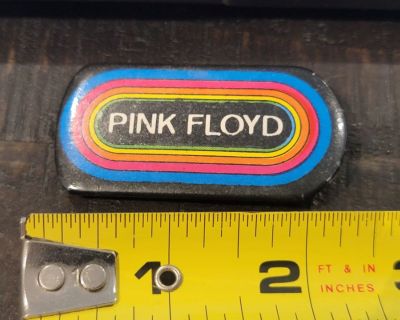 PINK FLOYD
1 2 FT & IN
INCHES